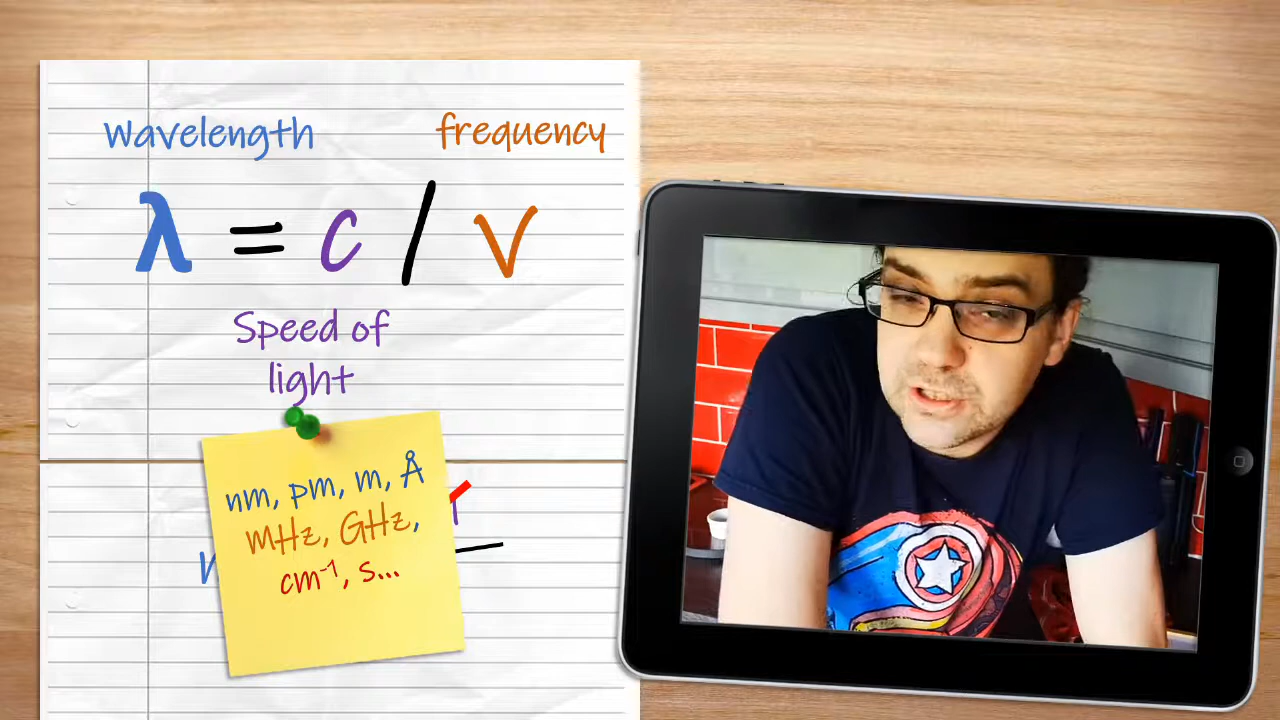 wavelength frequency
λ = c / ν
Speed of
light
nm, pm, m, Å
mHz, GHz,
cm⁻¹, s...